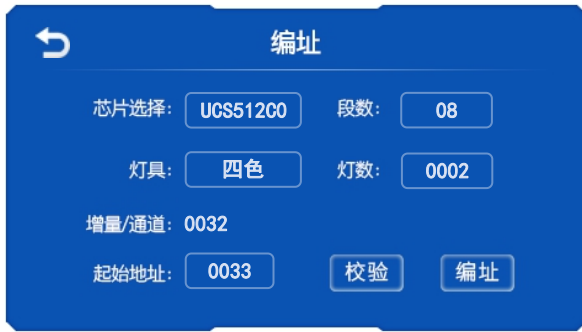 编址
芯片选择: UCS512C0 段数: 08
灯具: 四色 灯数: 0002
增量/通道: 0032
起始地址: 0033 校验 编址